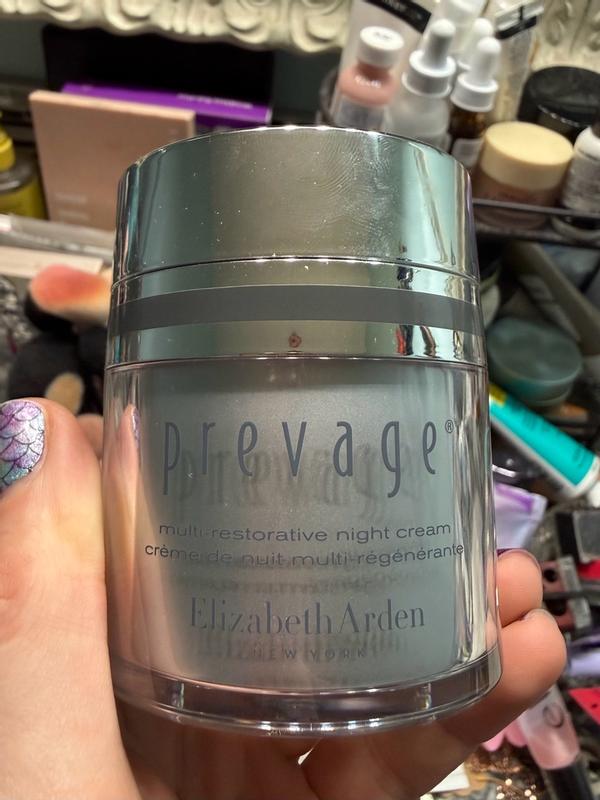 prevage®
multi-restorative night cream
crème de nuit multi-régénérante
Elizabeth Arden
NEW YORK